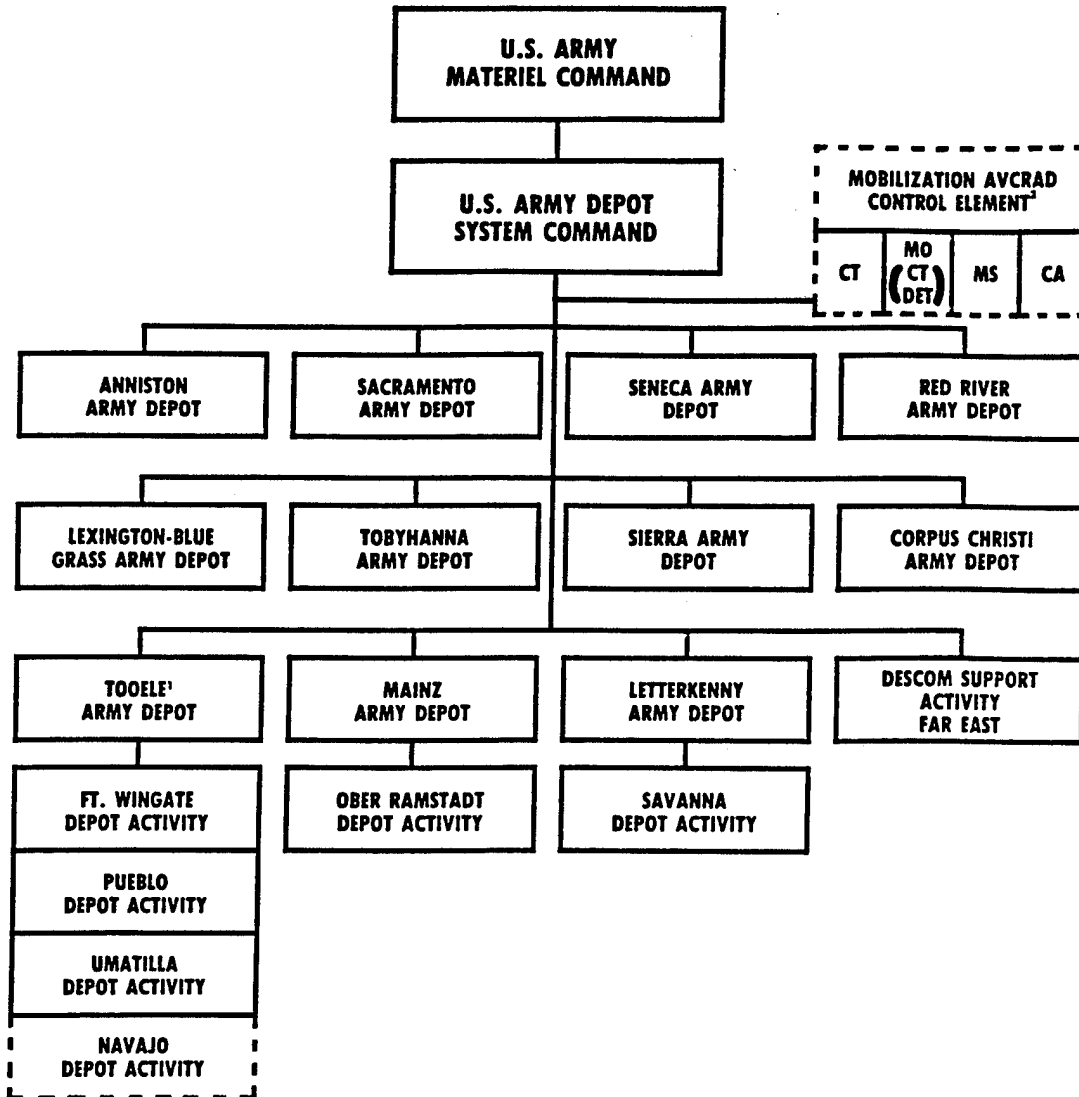 U.S. ARMY
MATERIEL COMMAND
U.S. ARMY DEPOT
SYSTEM COMMAND
MOBILIZATION AVCRAD
CONTROL ELEMENT²
CT
MO
(CT
DET)
MS
CA
ANNISTON
ARMY DEPOT
SACRAMENTO
ARMY DEPOT
SENECA ARMY
DEPOT
RED RIVER
ARMY DEPOT
LEXINGTON-BLUE
GRASS ARMY DEPOT
TOBYHANNA
ARMY DEPOT
SIERRA ARMY
DEPOT
CORPUS CHRISTI
ARMY DEPOT
TOOELE¹
ARMY DEPOT
MAINZ
ARMY DEPOT
LETTERKENNY
ARMY DEPOT
DESCOM SUPPORT
ACTIVITY
FAR EAST
FT. WINGATE
DEPOT ACTIVITY
PUEBLO
DEPOT ACTIVITY
UMATILLA
DEPOT ACTIVITY
NAVAJO
DEPOT ACTIVITY
OBER RAMSTADT
DEPOT ACTIVITY
SAVANNA
DEPOT ACTIVITY